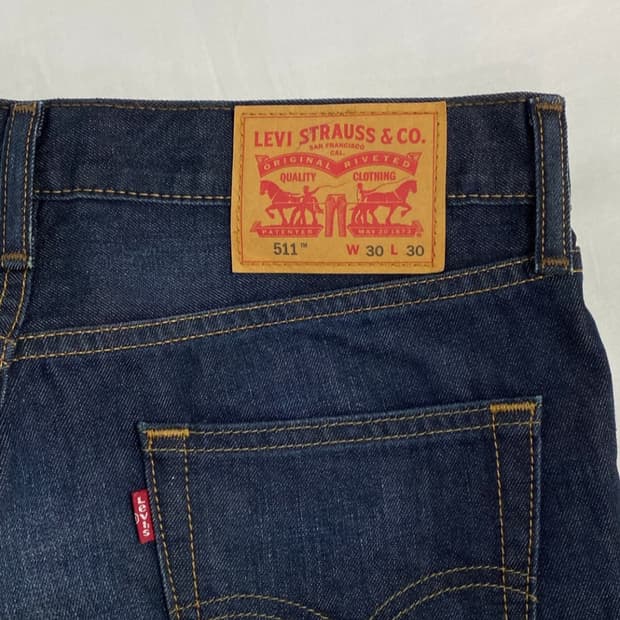 LEVI STRAUSS & CO.
SAN FRANCISCO
CAL.
ORIGINAL RIVETED
QUALITY CLOTHING
PATENTED MAY 20 1873
511™ W 30 L 30
LEVI'S